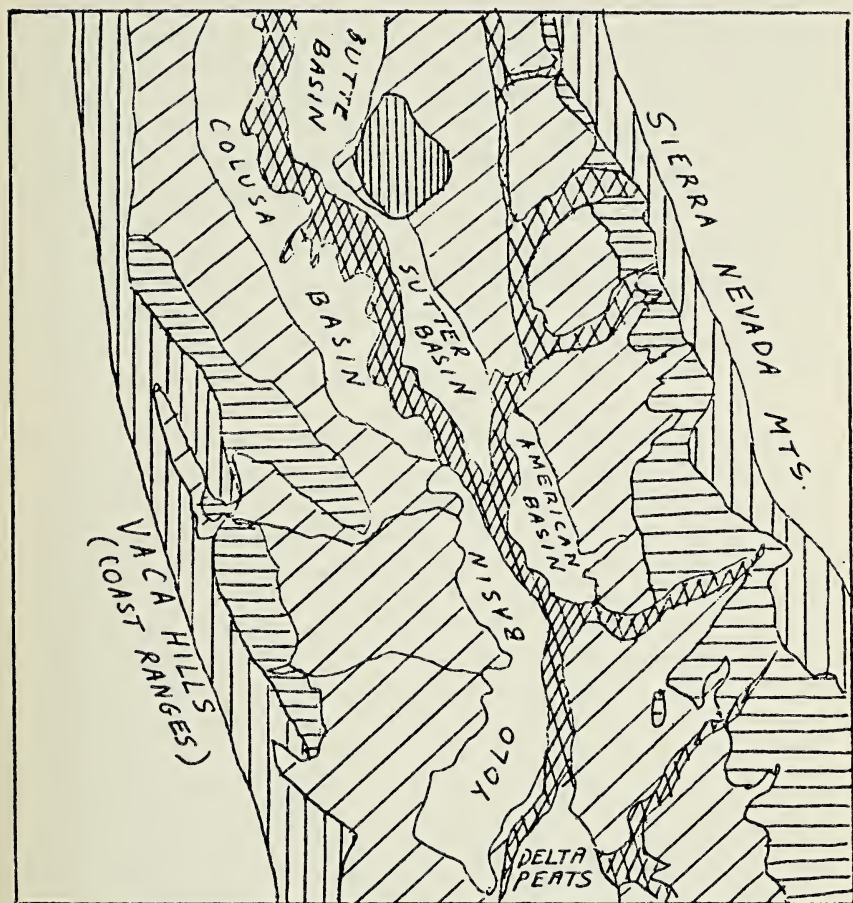 BUTTE
BASIN
COLUSA
BASIN
SUTTER
BASIN
SIERRA NEVADA MTS.
AMERICAN
BASIN
VACA HILLS
(COAST RANGES)
YOLO BASIN
DELTA
PEATS